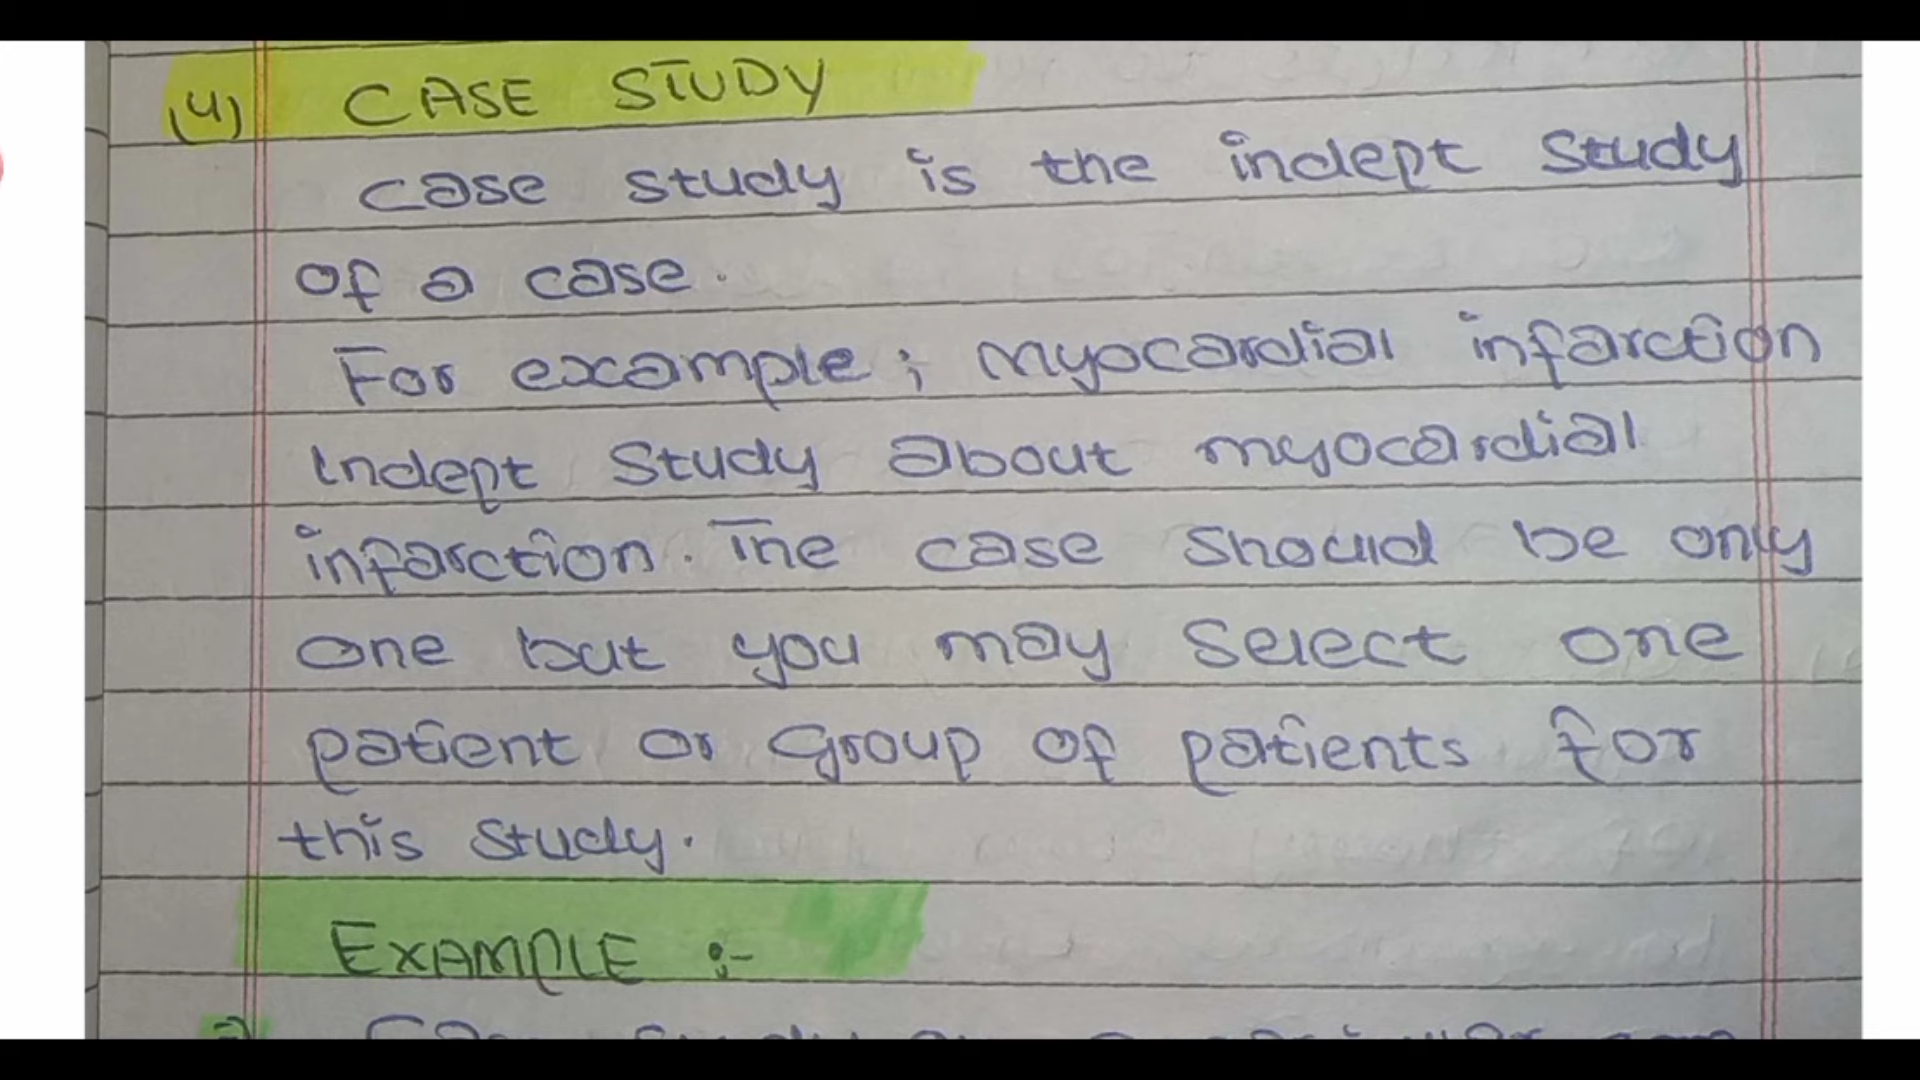 (4) CASE STUDY
Case study is the indept study
of a case.
For example; myocardial infarction
indept study about myocardial
infarction. The case should be only
one but you may select one
patient or group of patients for
this study.
EXAMPLE :-